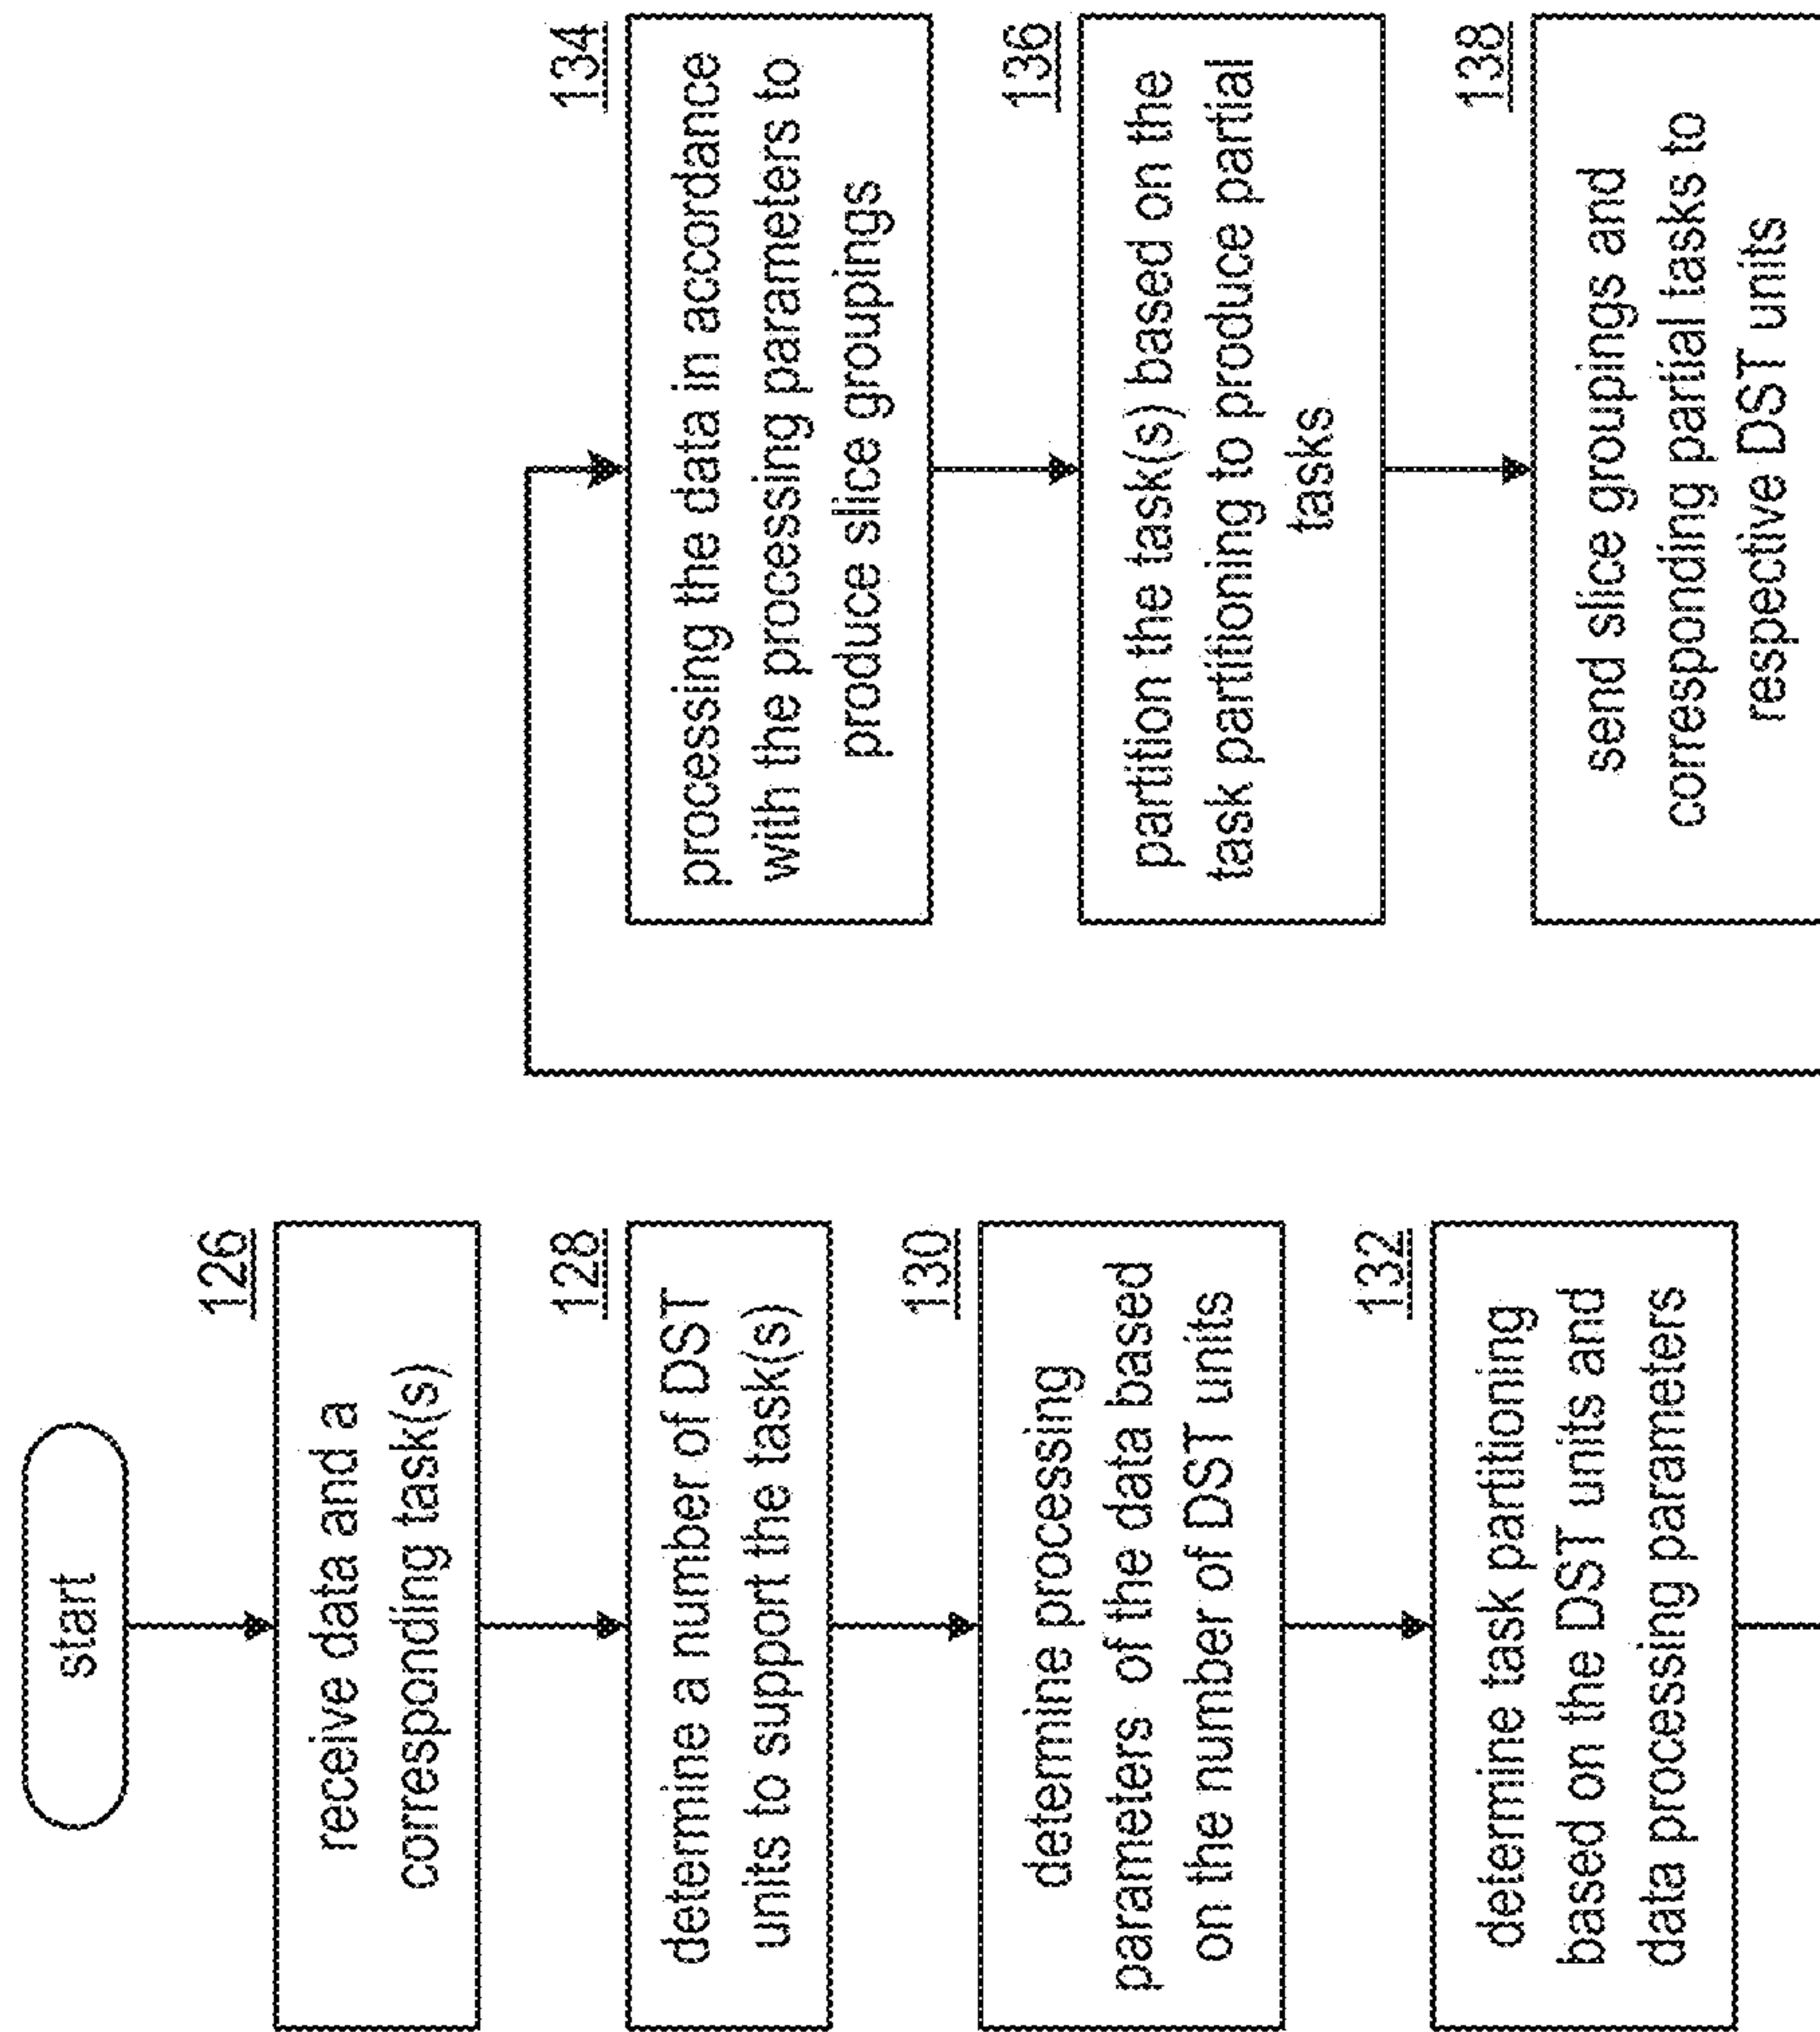 start
126
receive data and a
corresponding task(s)
128
determine a number of DST
units to support the task(s)
130
determine processing
parameters of the data based
on the number of DST units
132
determine task partitioning
based on the DST units and
data processing parameters
134
processing the data in accordance
with the processing parameters to
produce slice groupings
136
partition the task(s) based on the
task partitioning to produce partial
tasks
138
send slice groupings and
corresponding partial tasks to
respective DST units